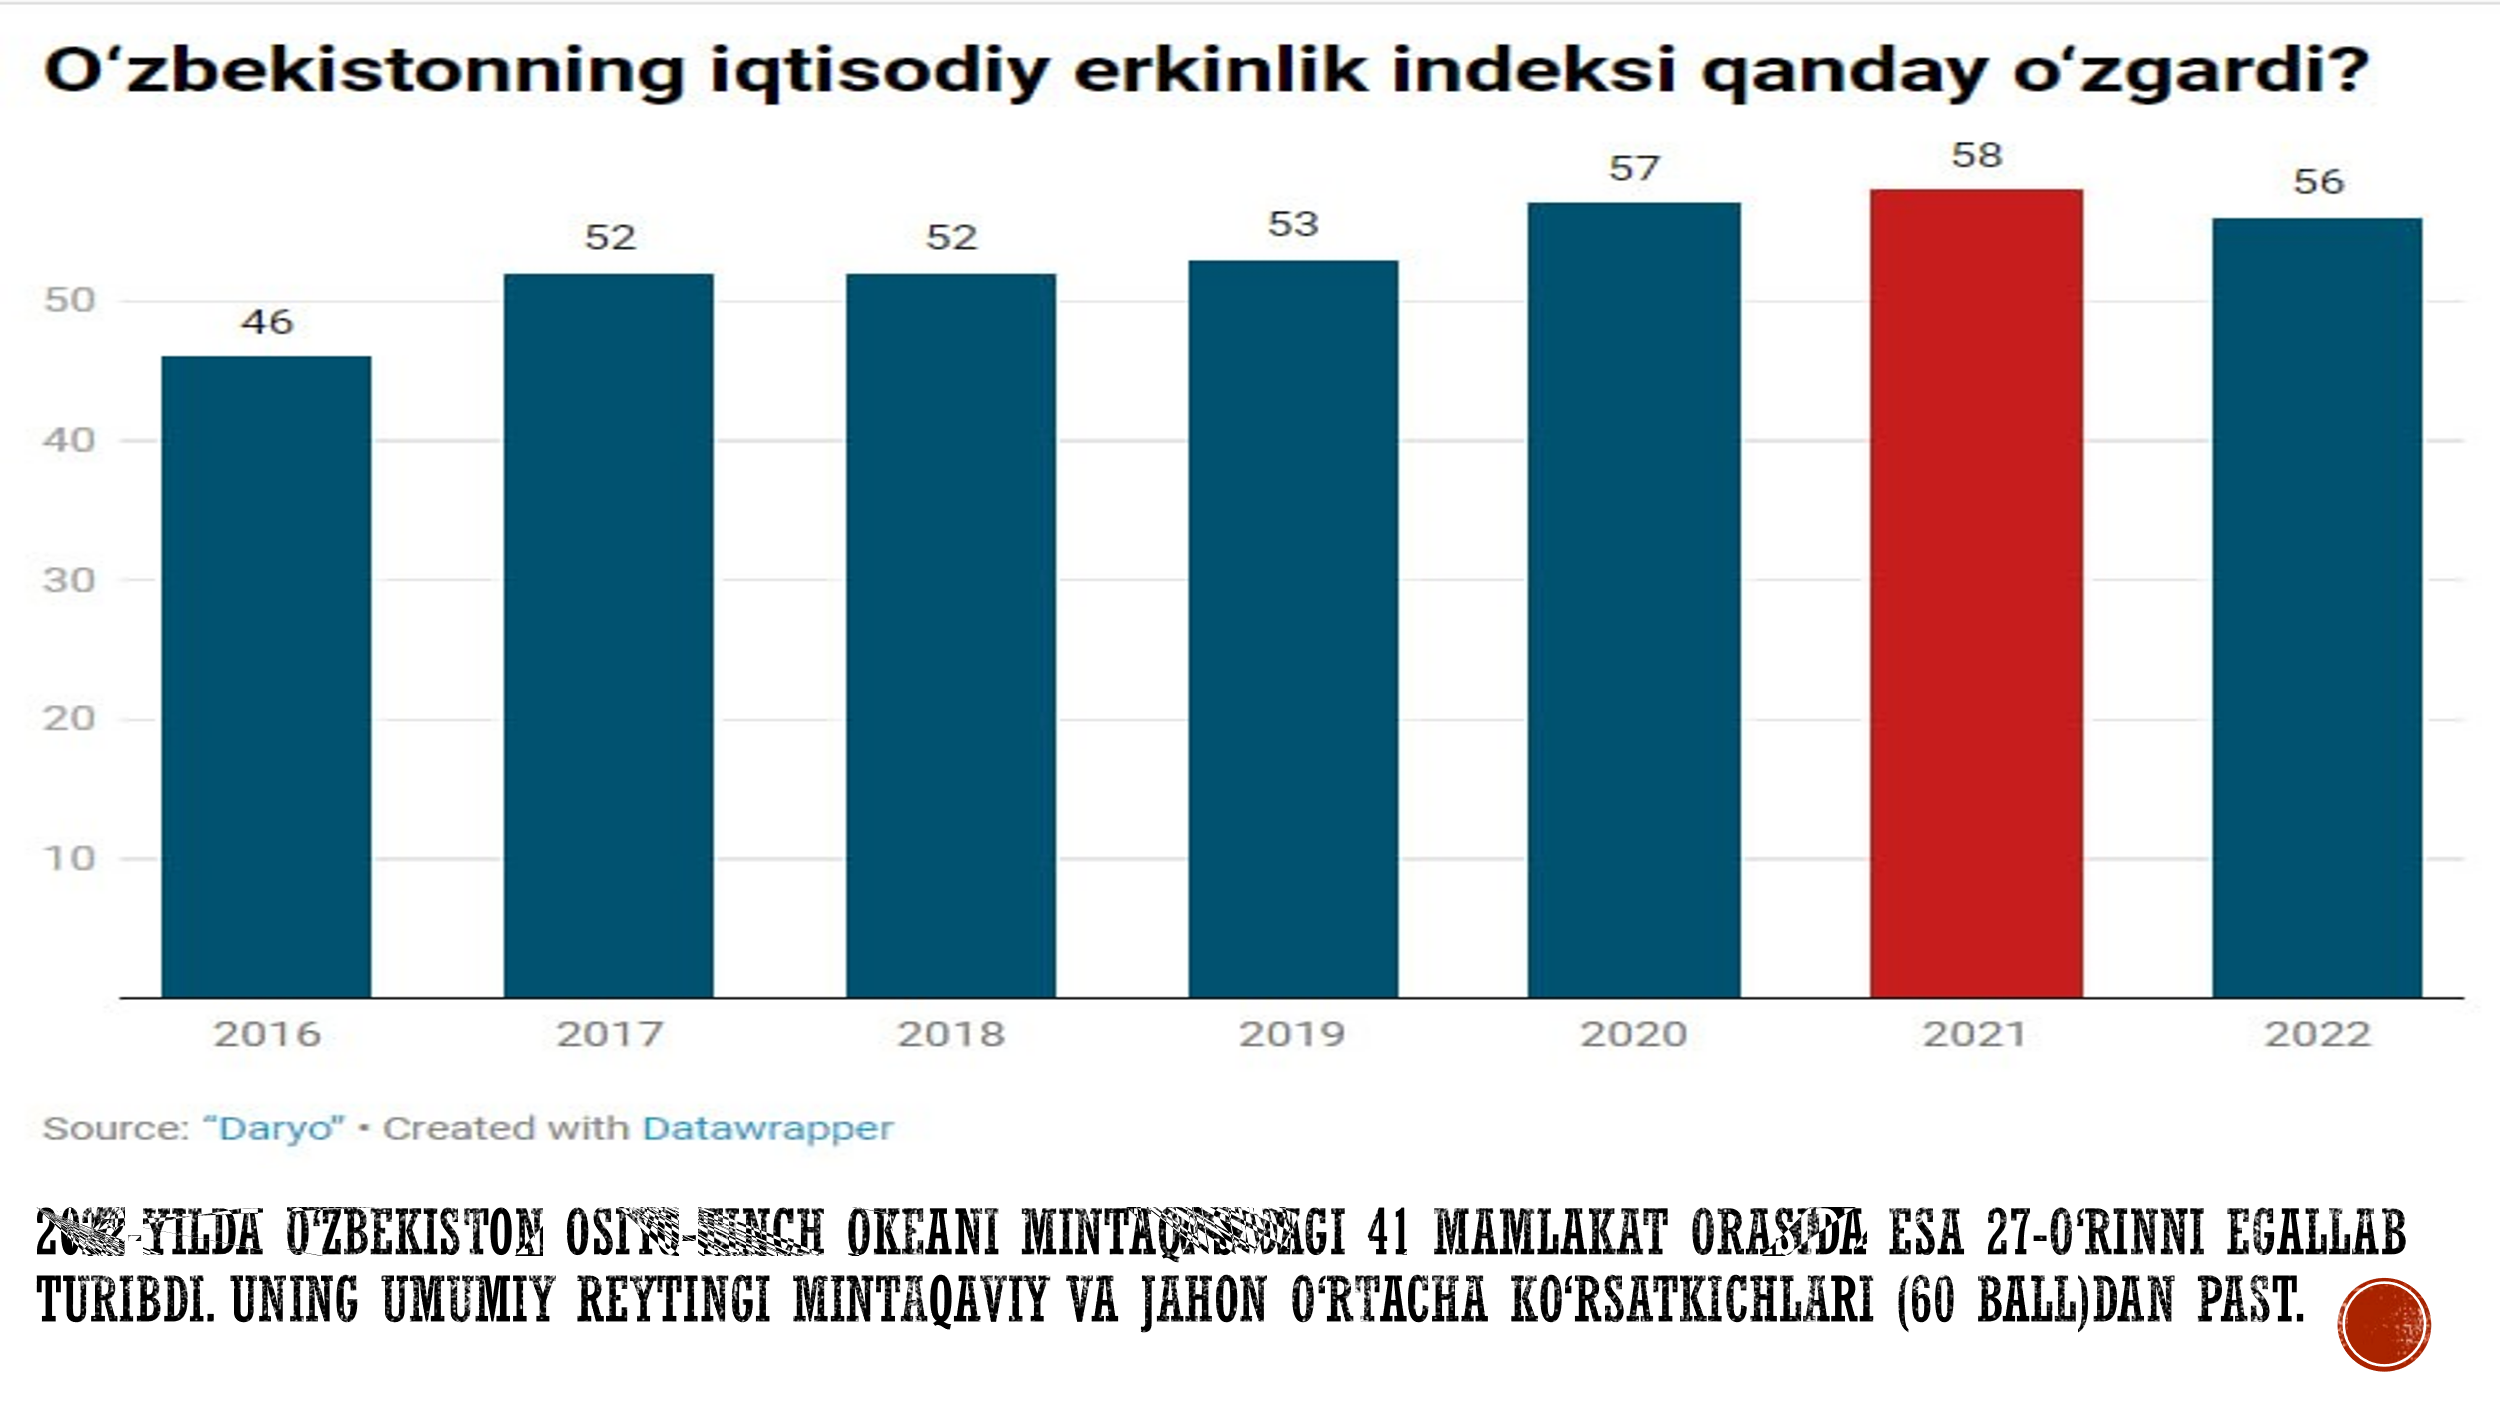 O‘zbekistonning iqtisodiy erkinlik indeksi qanday o‘zgardi?
46 52 52 53 57 58 56
50
40
30
20
10
2016 2017 2018 2019 2020 2021 2022
Source: “Daryo” • Created with Datawrapper
-YILDA O‘ZBEKISTON OKEANI MINTAQASIDAGI 41 MAMLAKAT ORASIDA ESA 27-O‘RINNI EGALLAB
TURIBDI. UNING UMUMIY REYTINGI MINTAQAVIY VA JAHON O‘RTACHA KO‘RSATKICHLARI (60 BALL)DAN PAST.